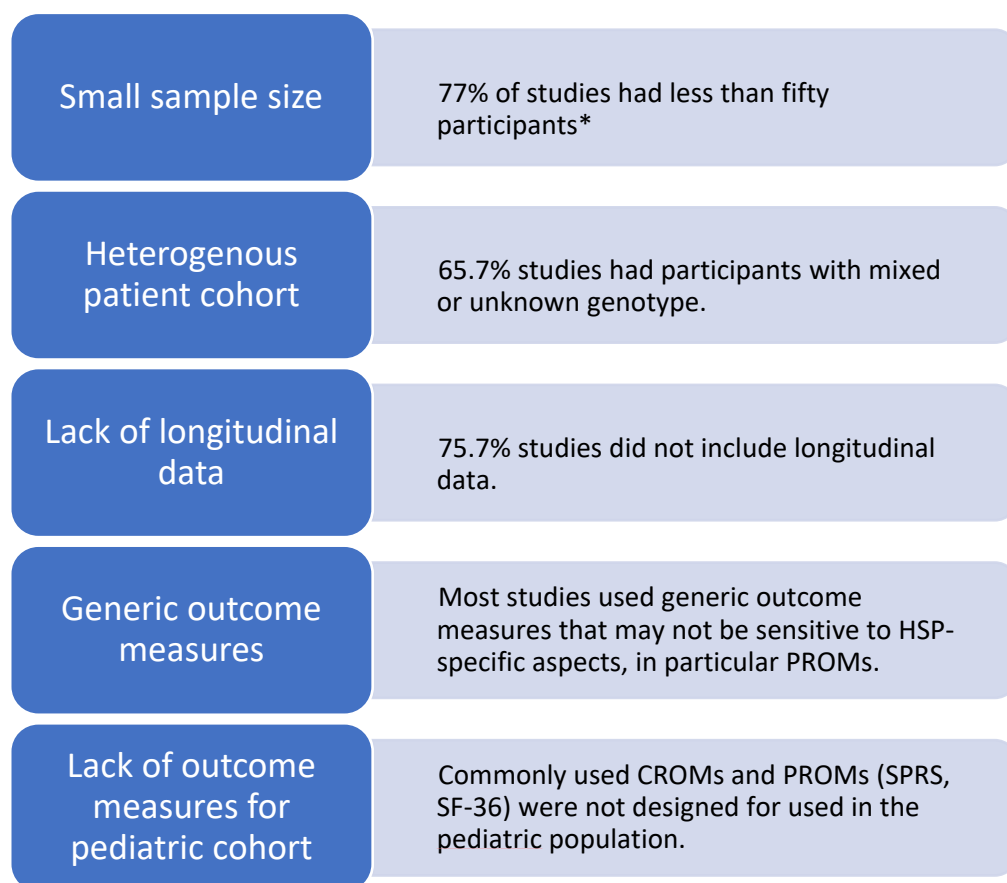 Small sample size
77% of studies had less than fifty
participants*
Heterogenous
patient cohort
65.7% studies had participants with mixed
or unknown genotype.
Lack of longitudinal
data
75.7% studies did not include longitudinal
data.
Generic outcome
measures
Most studies used generic outcome
measures that may not be sensitive to HSP-
specific aspects, in particular PROMs.
Lack of outcome
measures for
pediatric cohort
Commonly used CROMs and PROMs (SPRS,
SF-36) were not designed for used in the
pediatric population.